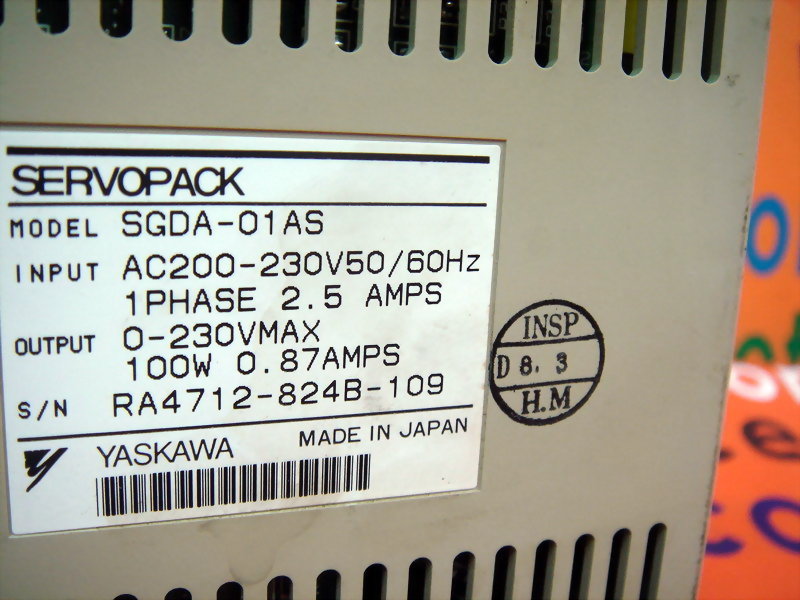 SERVOPACK
MODEL SGDA-01AS
INPUT AC200-230V50/60Hz
1PHASE 2.5 AMPS
OUTPUT 0-230VMAX
100W 0.87AMPS
S/N RA4712-824B-109
YASKAWA MADE IN JAPAN
INSP
D 8. 3
H.M